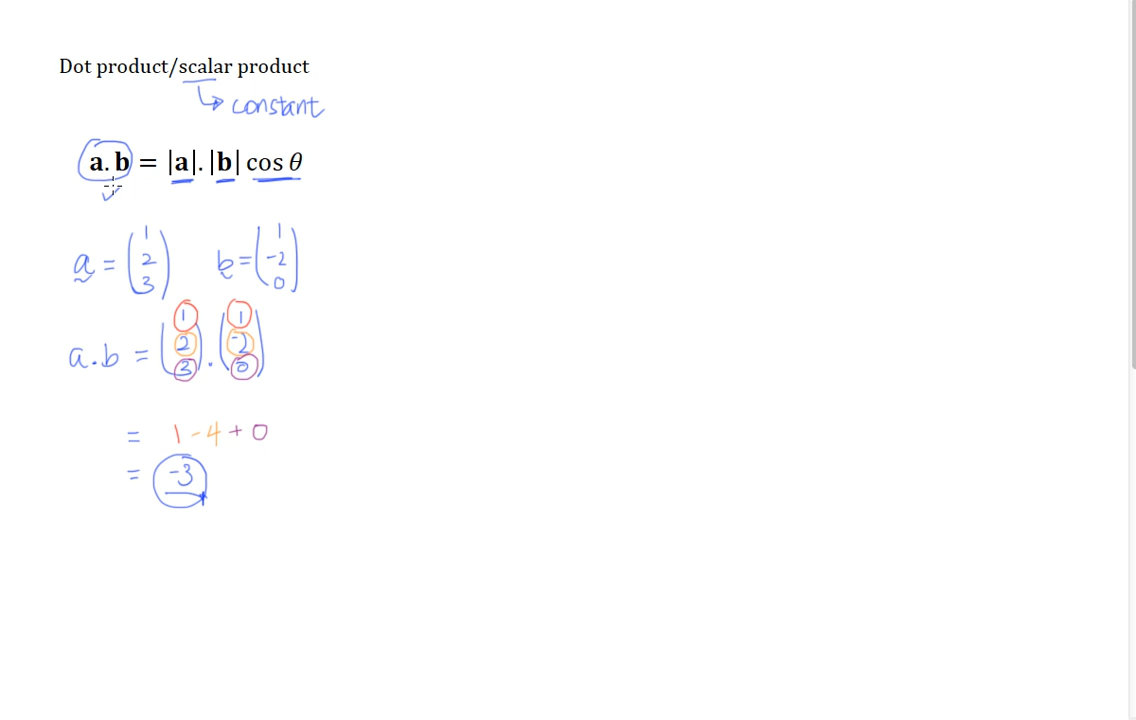 Dot product/scalar product
constant
a.b = |a|.|b| cos θ
a = (1 2 3) b = (1 -2 0)
a.b = (1 2 3) . (1 -2 0)
= 1 - 4 + 0
= -3